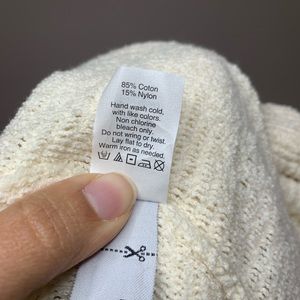 85% Coton
15% Nylon
Hand wash cold,
with like colors.
Non chlorine
bleach only.
Do not wring or twist.
Lay flat to dry.
Warm iron as needed.